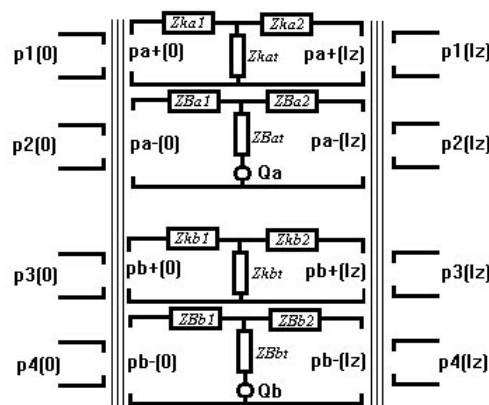 Zka1 Zka2
p1(0) pa+(0) Zkat pa+(lz) p1(lz)
ZBa1 ZBa2
p2(0) pa-(0) ZBat pa-(lz) p2(lz)
Qa
Zkb1 Zkb2
p3(0) pb+(0) Zkbt pb+(lz) p3(lz)
ZBb1 ZBb2
p4(0) pb-(0) ZBbt pb-(lz) p4(lz)
Qb